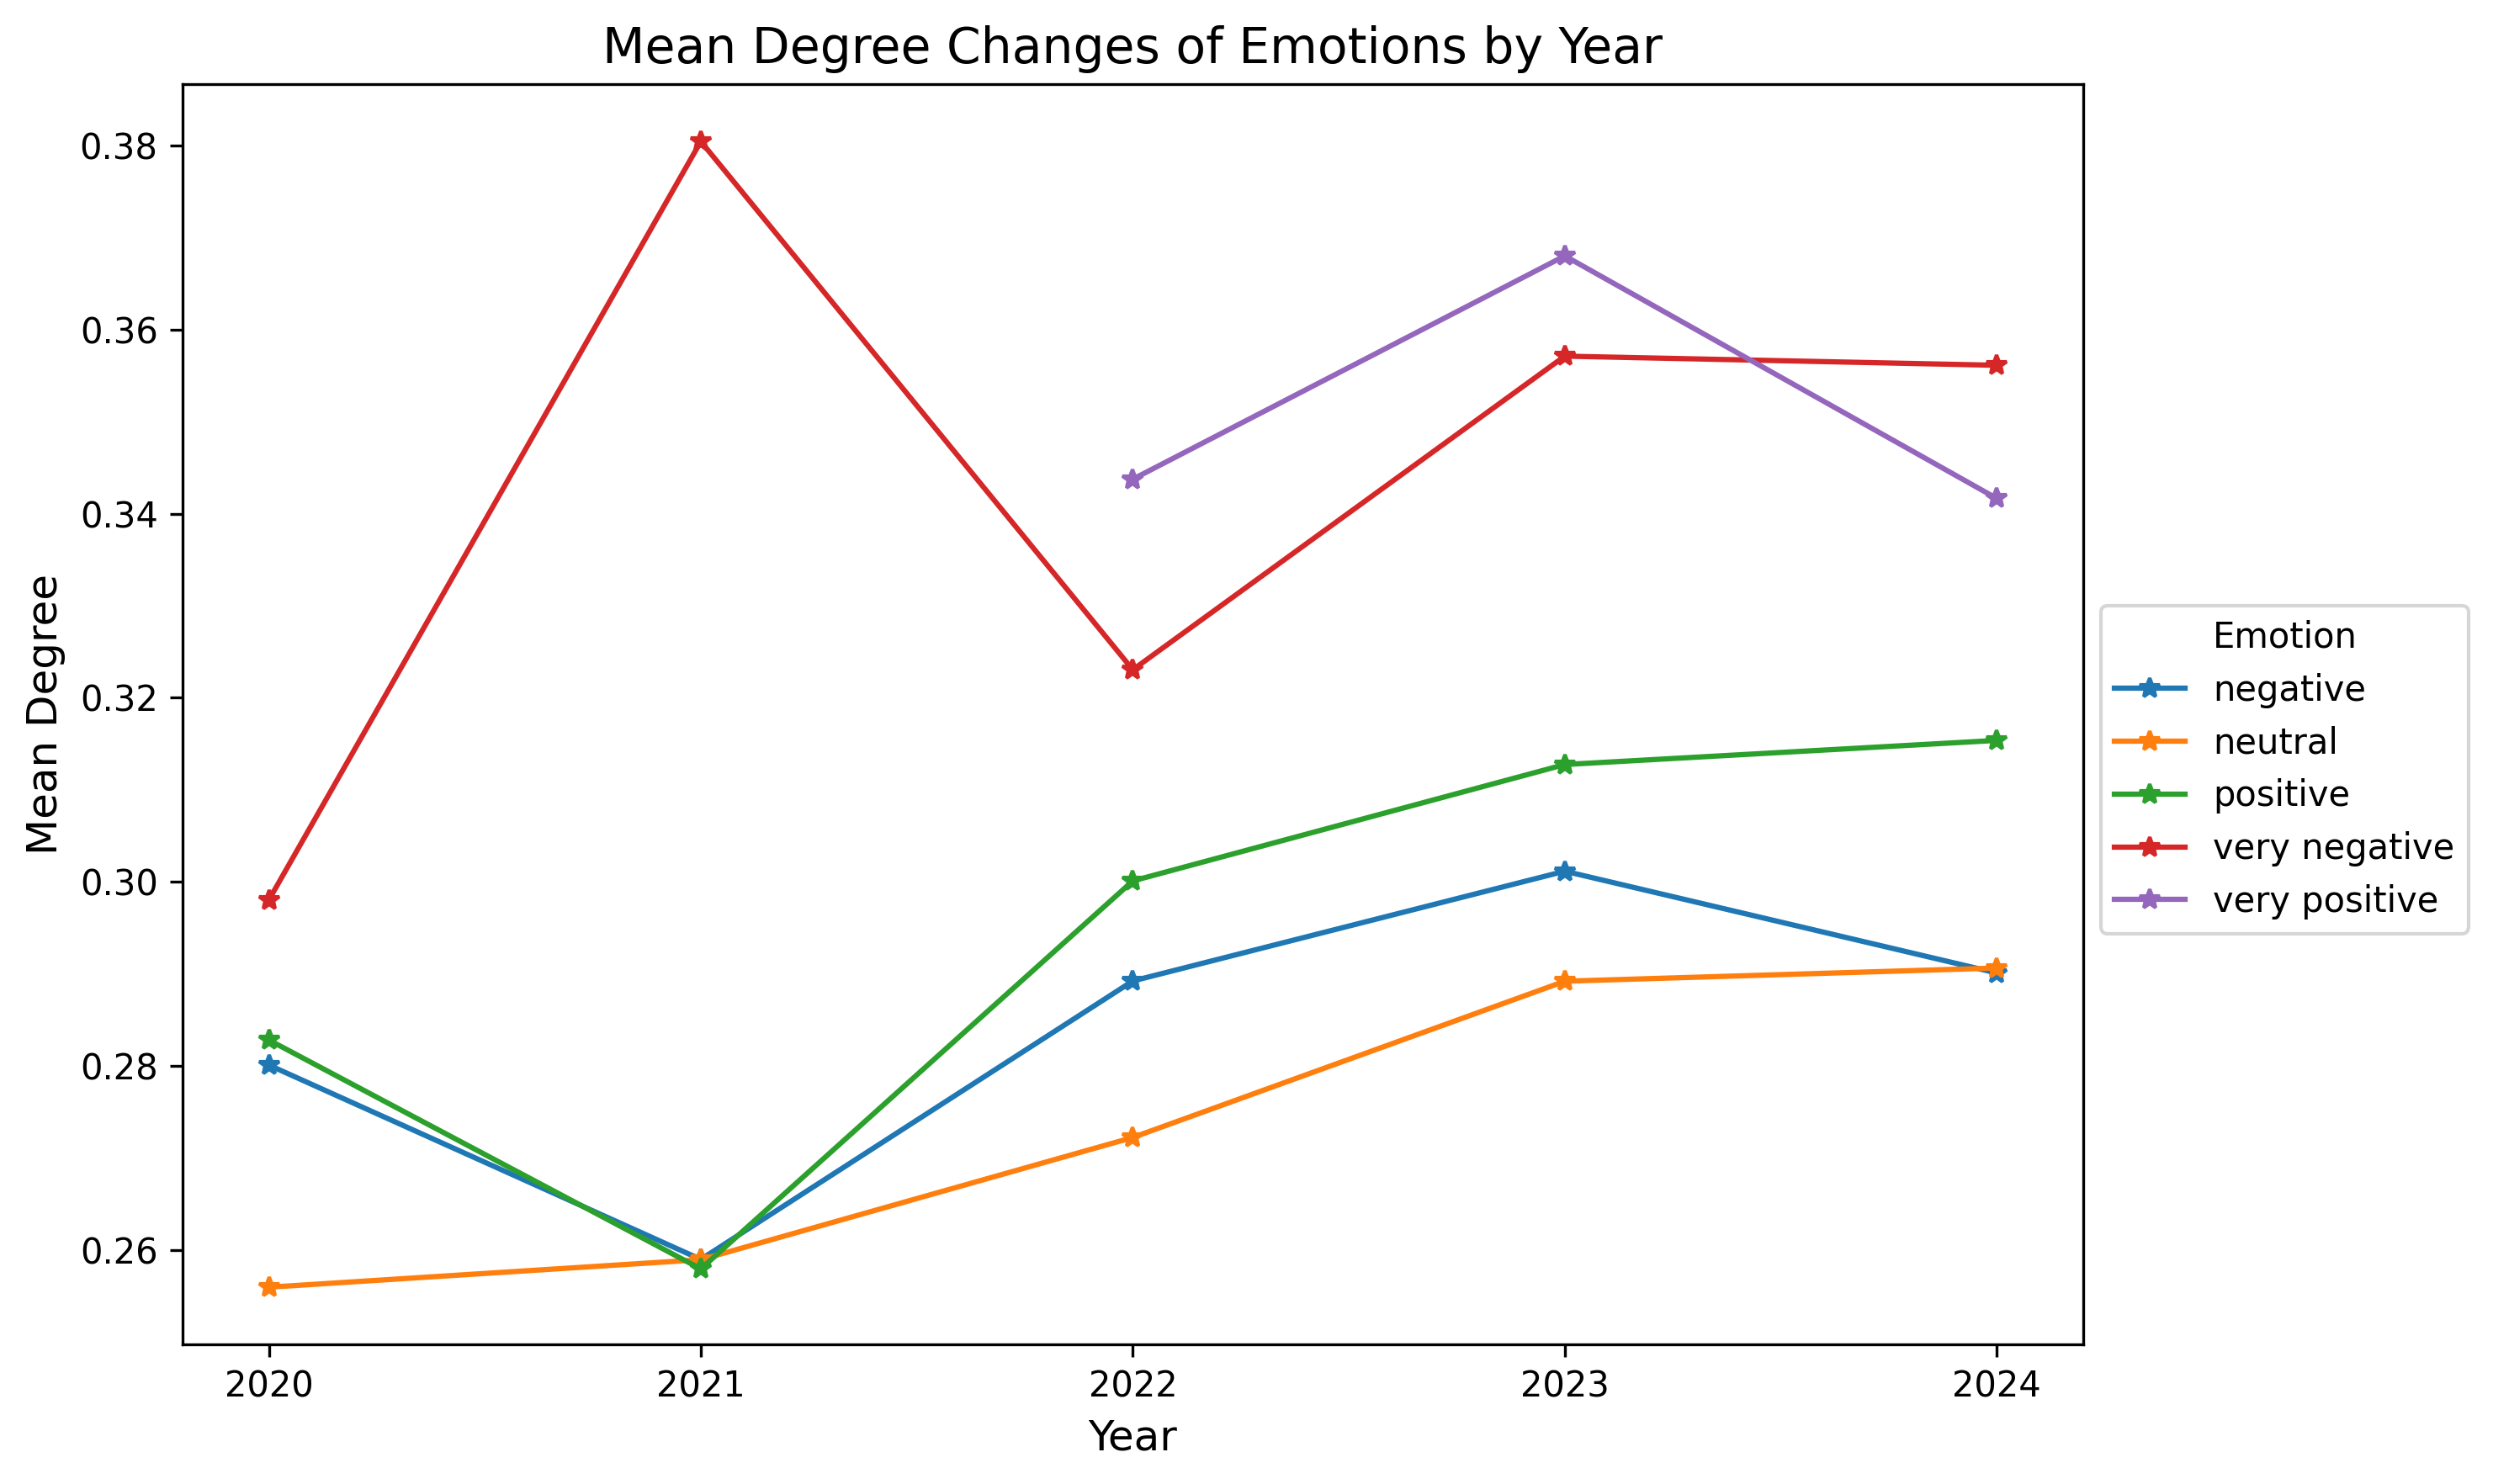 Mean Degree Changes of Emotions by Year
Mean Degree
0.38
0.36
0.34
0.32
0.30
0.28
0.26
2020
2021
2022
2023
2024
Year
Emotion
negative
neutral
positive
very negative
very positive